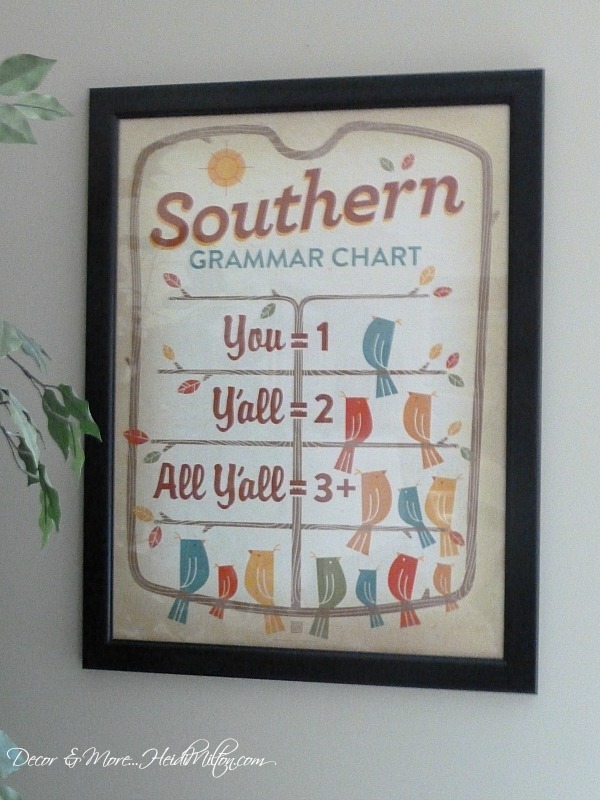 Southern
GRAMMAR CHART
You = 1
Y'all = 2
All Y'all = 3+
Decor & More...HeidiMilton.com